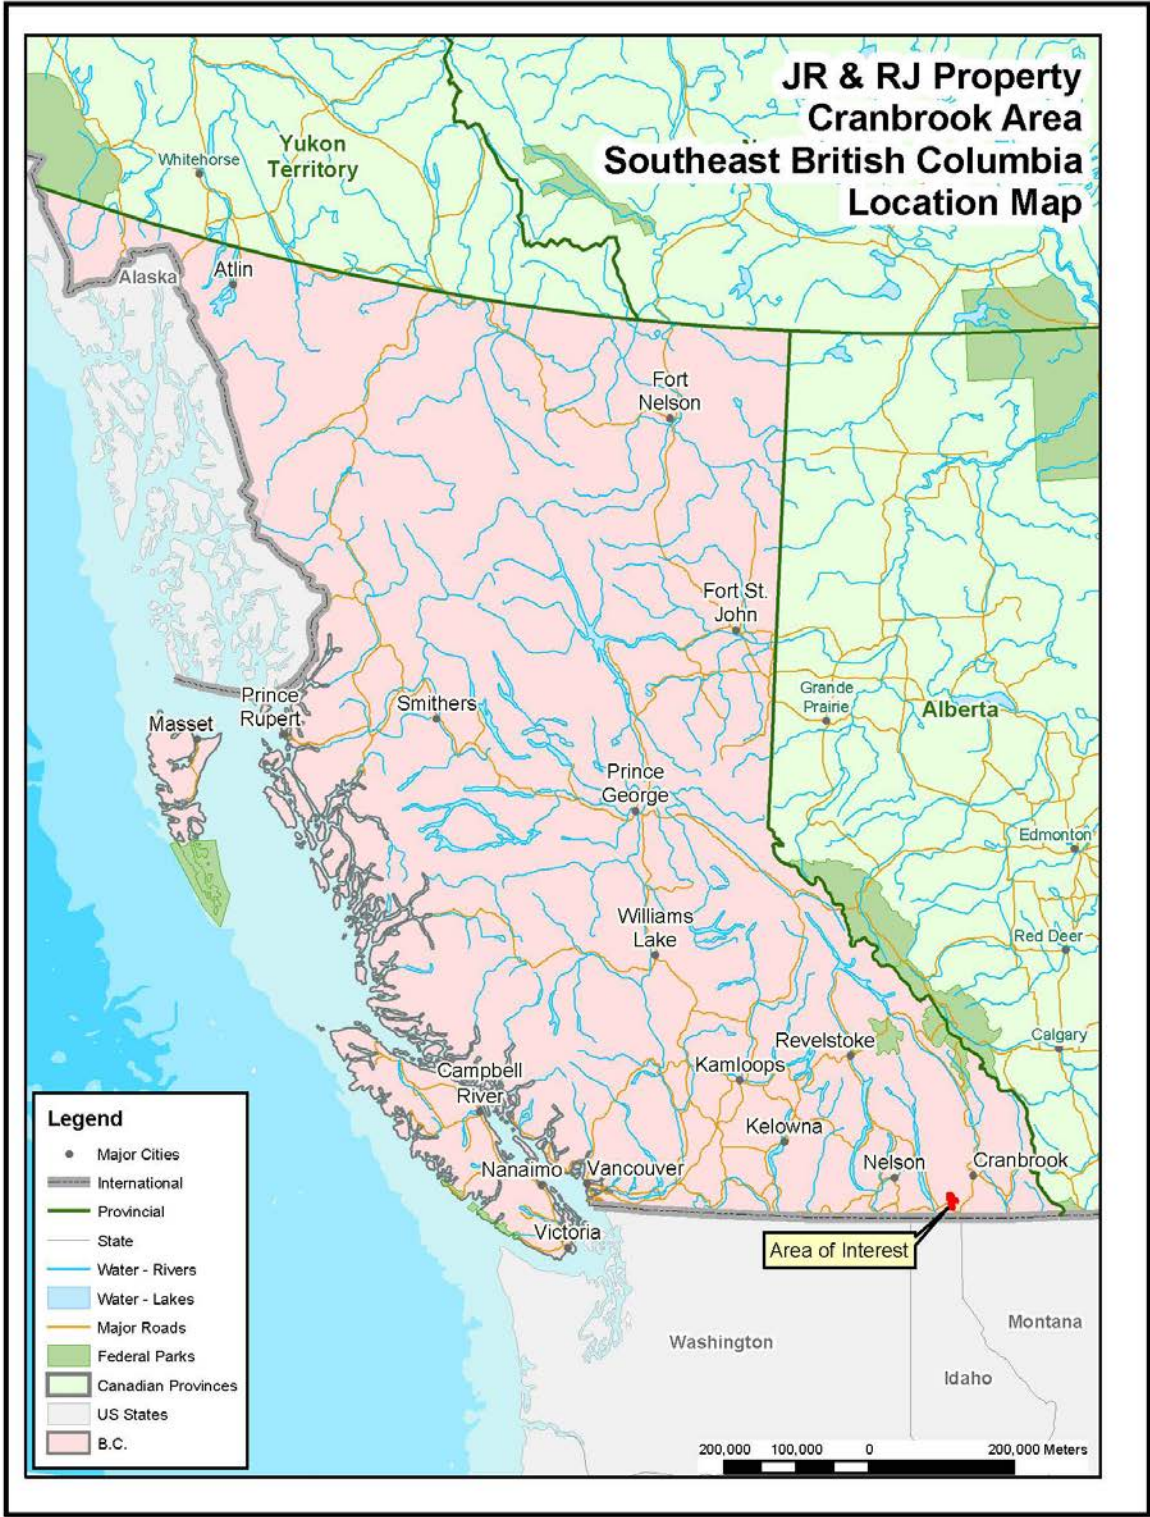 JR & RJ Property
Cranbrook Area
Southeast British Columbia
Location Map
Yukon
Territory
Whitehorse
Atlin
Alaska
Fort
Nelson
Fort St.
John
Grande
Prairie
Alberta
Prince
Rupert
Masset
Smithers
Prince
George
Edmonton
Williams
Lake
Red Deer
Calgary
Revelstoke
Kamloops
Campbell
River
Kelowna
Nelson
Cranbrook
Nanaimo
Vancouver
Victoria
Area of Interest
Washington
Montana
Idaho
Legend
Major Cities
International
Provincial
State
Water - Rivers
Water - Lakes
Major Roads
Federal Parks
Canadian Provinces
US States
B.C.
200,000 100,000 0 200,000 Meters